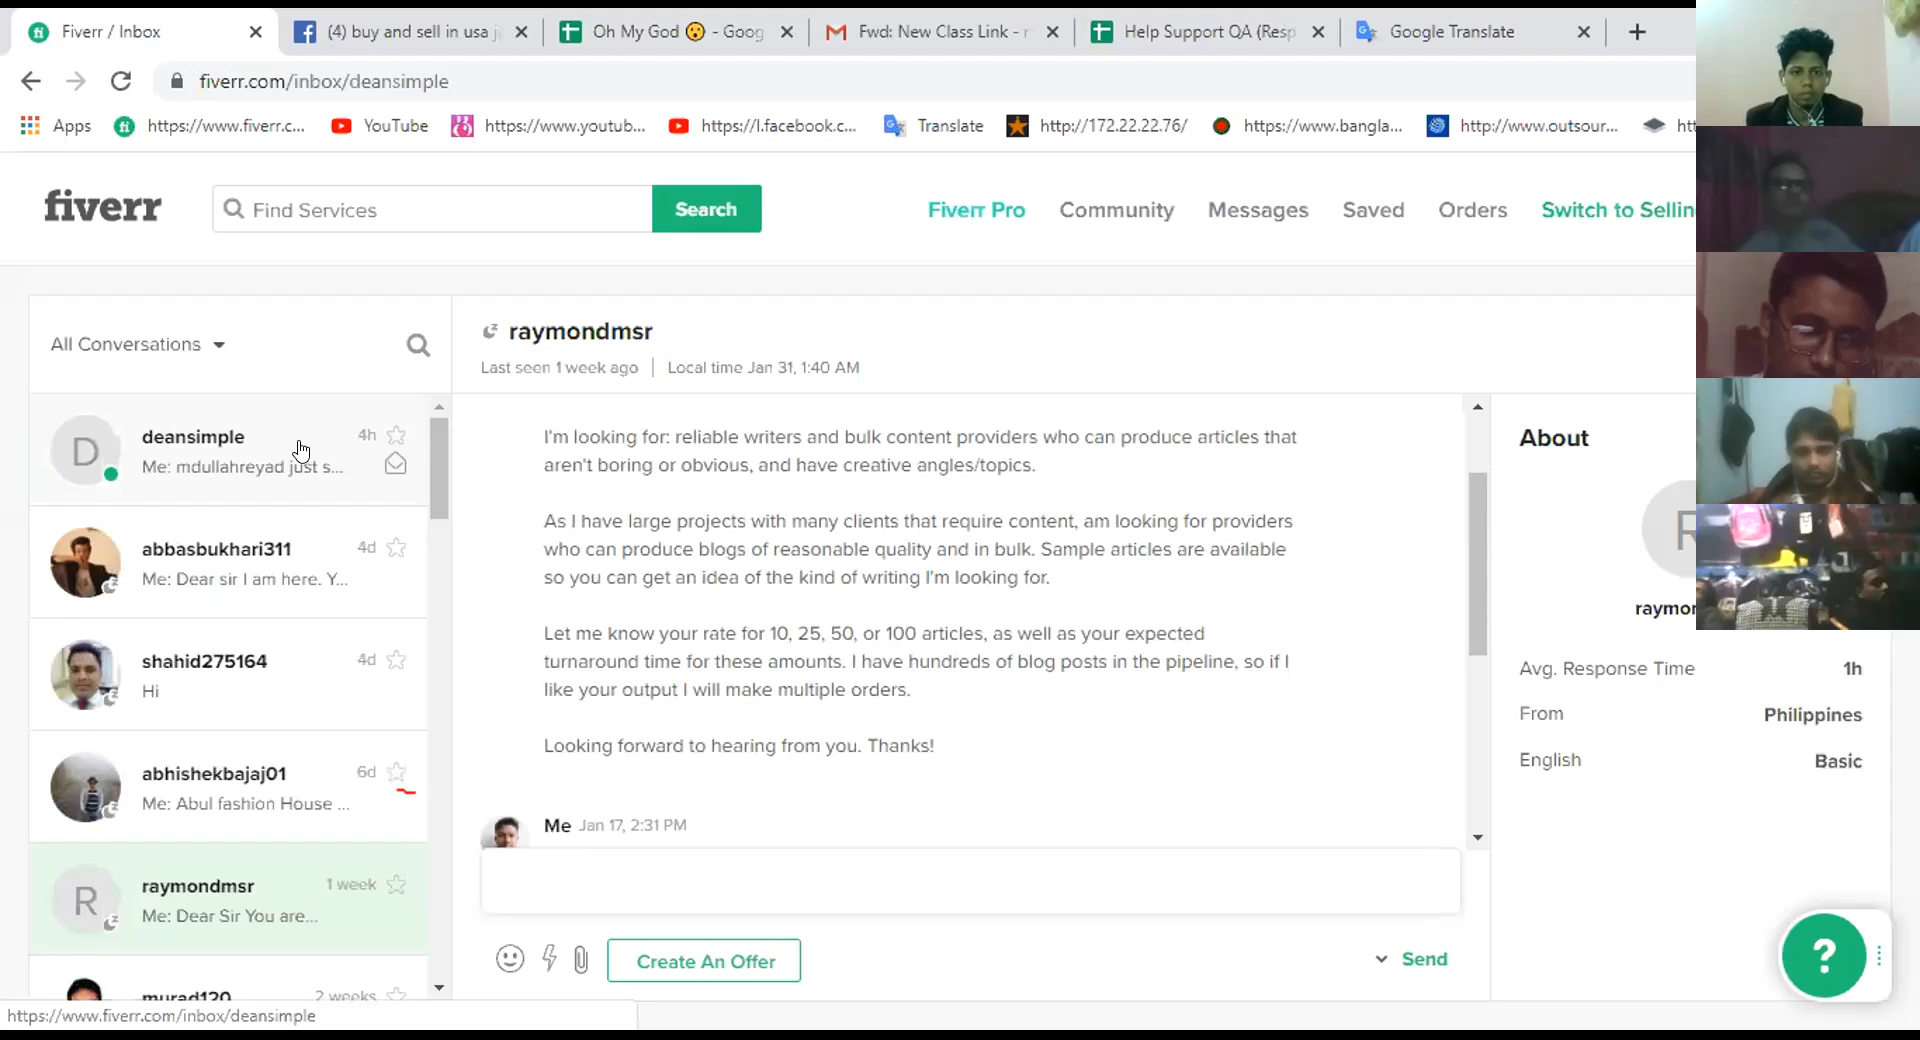 Fiverr / Inbox
(4) buy and sell in usa
Oh My God 😮 - Goog
Fwd: New Class Link -
Help Support QA (Resp
Google Translate
fiverr.com/inbox/deansimple
Apps
https://www.fiverr.c...
YouTube
https://www.youtub...
https://l.facebook.c...
Translate
http://172.22.22.76/
https://www.bangla...
http://www.outsour...
fiverr
Find Services
Search
Fiverr Pro
Community
Messages
Saved
Orders
Switch to Sellin
All Conversations
deansimple
4h
Me: mdullahreyad just s...
abbasbukhari311
4d
Me: Dear sir I am here. Y...
shahid275164
4d
Hi
abhishekbajaj01
6d
Me: Abul fashion House ...
raymondmsr
1 week
Me: Dear Sir You are...
murad120
2 weeks
raymondmsr
Last seen 1 week ago
Local time Jan 31, 1:40 AM
I'm looking for: reliable writers and bulk content providers who can produce articles that
aren't boring or obvious, and have creative angles/topics.
As I have large projects with many clients that require content, am looking for providers
who can produce blogs of reasonable quality and in bulk. Sample articles are available
so you can get an idea of the kind of writing I'm looking for.
Let me know your rate for 10, 25, 50, or 100 articles, as well as your expected
turnaround time for these amounts. I have hundreds of blog posts in the pipeline, so if I
like your output I will make multiple orders.
Looking forward to hearing from you. Thanks!
Me Jan 17, 2:31 PM
Create An Offer
Send
About
R
raymo
Avg. Response Time
1h
From
Philippines
English
Basic
https://www.fiverr.com/inbox/deansimple